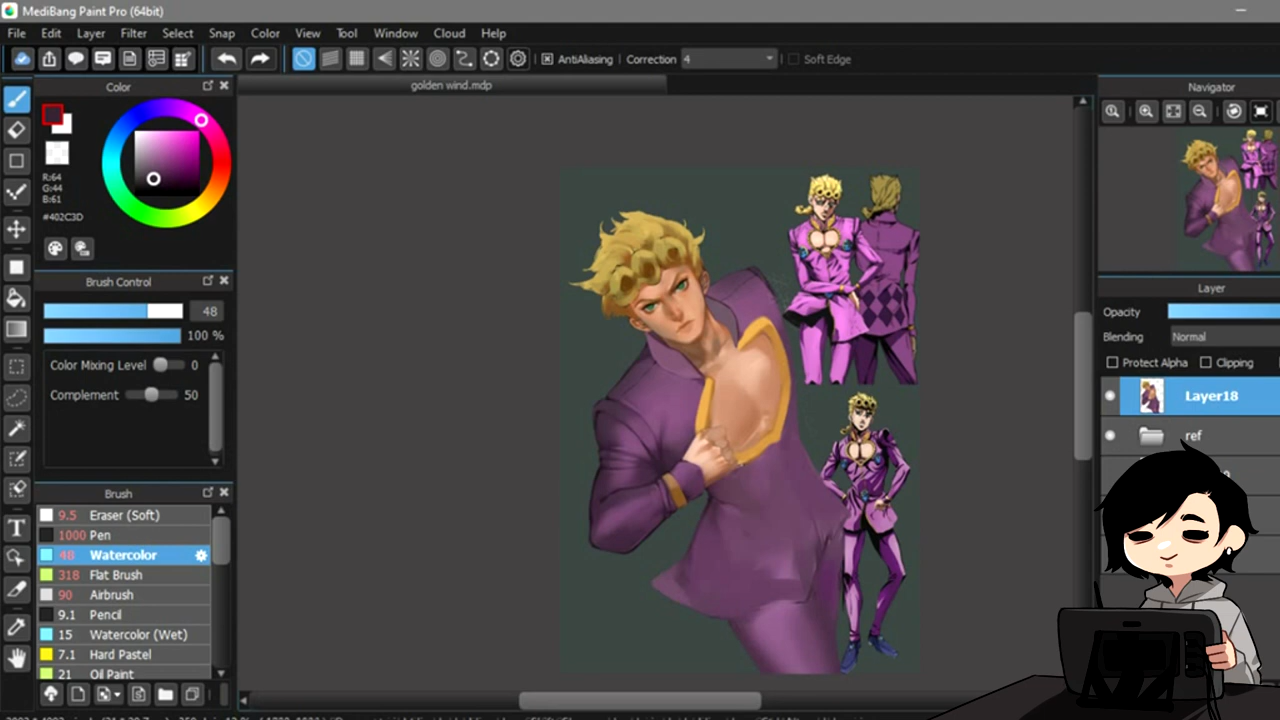 MediBang Paint Pro (64bit)
File Edit Layer Filter Select Snap Color View Tool Window Cloud Help
AntiAliasing Correction 4 Soft Edge
Color
golden wind.mdp
Navigator
R:64
G:44
B:61
#402C3D
Brush Control
48
100 %
Color Mixing Level 0
Complement 50
Layer
Opacity
Blending Normal
Protect Alpha Clipping
Layer18
ref
Brush
9.5 Eraser (Soft)
1000 Pen
48 Watercolor
318 Flat Brush
90 Airbrush
9.1 Pencil
15 Watercolor (Wet)
7.1 Hard Pastel
21 Oil Paint
T